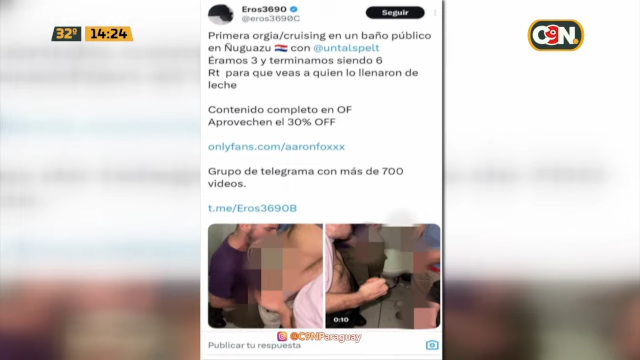 32º
14:24
C9N
Eros3690
@eros3690C
Seguir
Primera orgia/cruising en un baño público
en Ñuguazu 🇵🇾 con @untalspelt
Éramos 3 y terminamos siendo 6
Rt para que veas a quien lo llenaron de
leche
Contenido completo en OF
Aprovechen el 30% OFF
onlyfans.com/aaronfoxxx
Grupo de telegrama con más de 700
videos.
t.me/Eros3690B
0:10
@C9NParaguay
Publicar tu respuesta